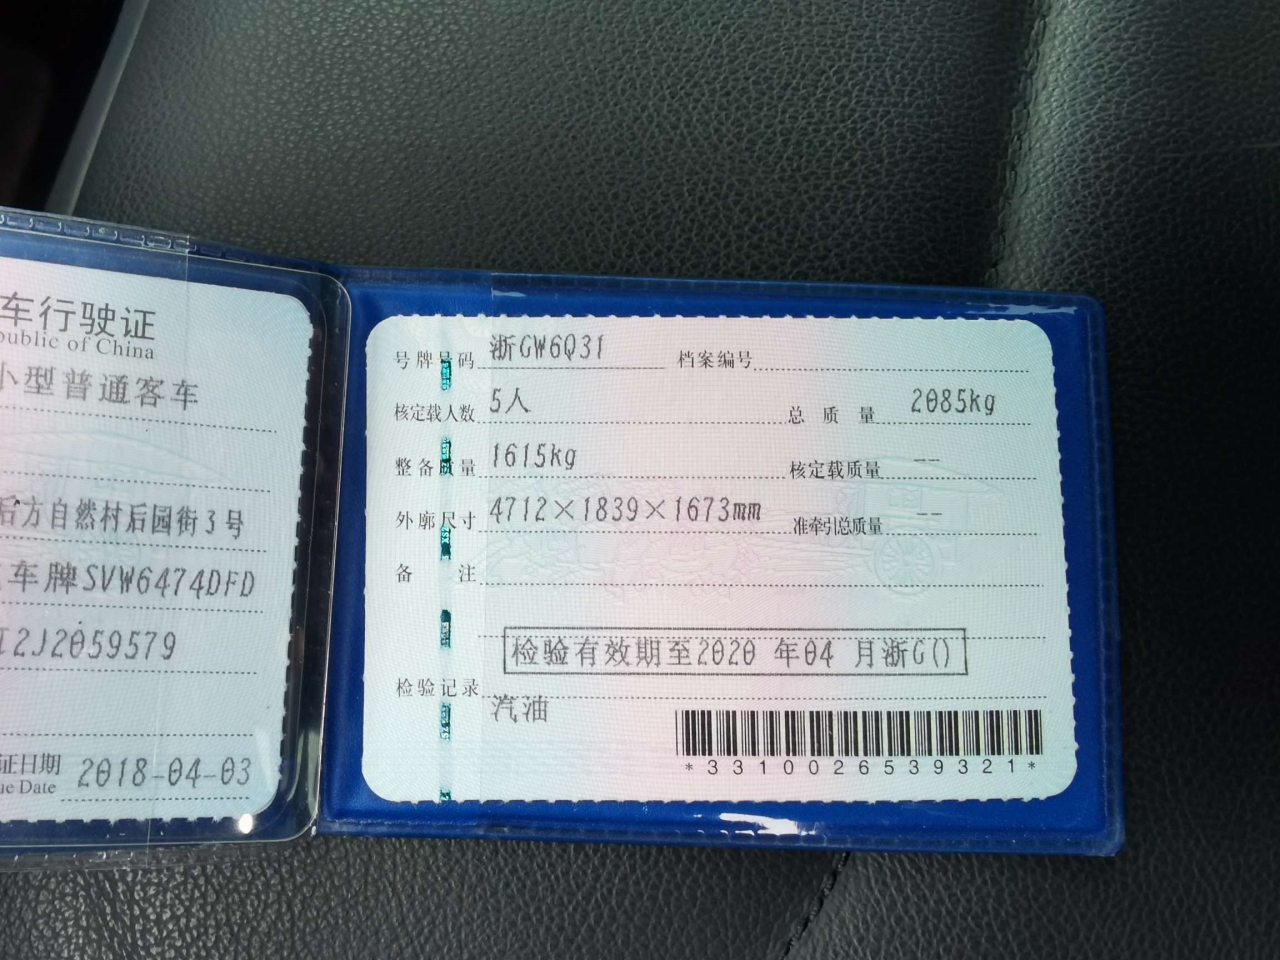 车行驶证
public of China
小型普通客车
后方自然村后园街3号
车牌SVW6474DFD
2J2059579
证日期 2018-04-03
ue Date
号牌号码 浙GW6Q31 档案编号
核定载人数 5人 总质量 2085kg
整备质量 1615kg 核定载质量 --
外廓尺寸 4712×1839×1673mm 准牵引总质量 --
备注
检验有效期至2020 年04 月浙G()
检验记录
汽油
*3310026539321*